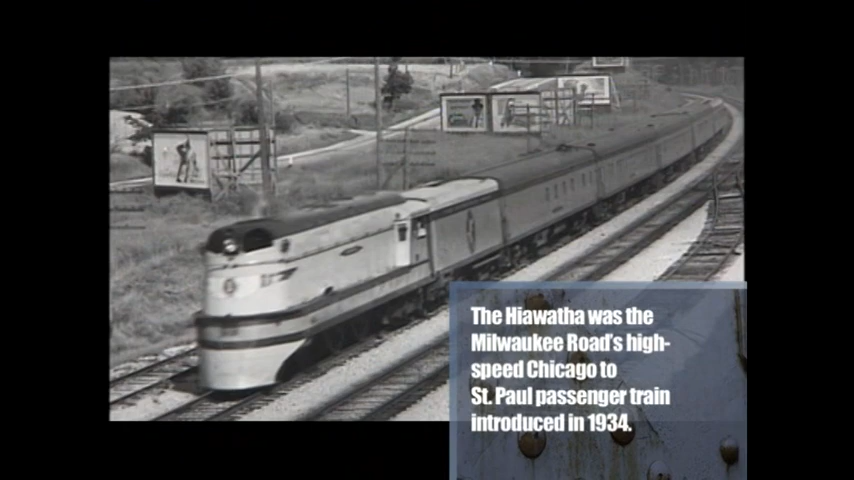 The Hiawatha was the
Milwaukee Road's high-
speed Chicago to
St. Paul passenger train
introduced in 1934.